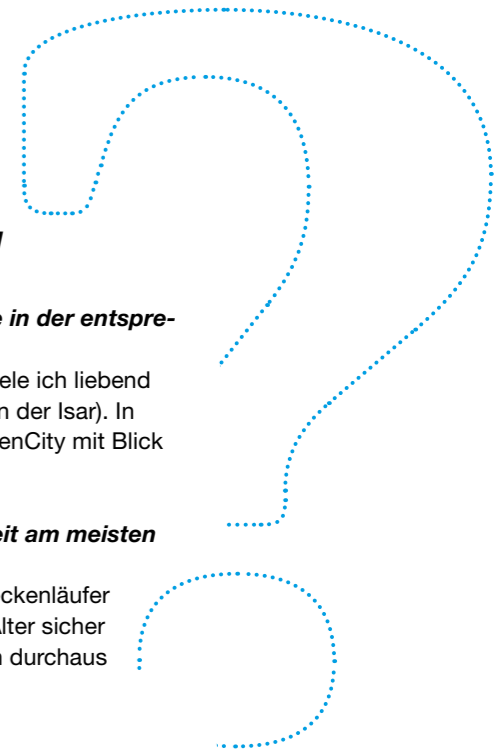 e in der entspre-
ele ich liebend
n der Isar). In
enCity mit Blick
eit am meisten
ckenläufer
lter sicher
n durchaus